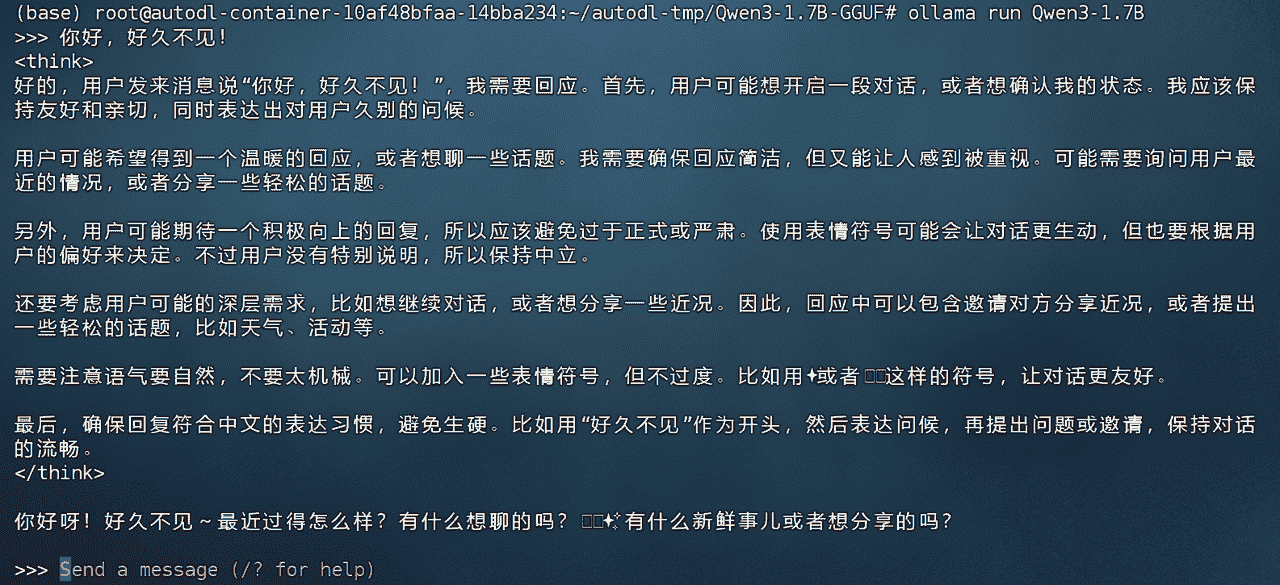 (base) root@autodl-container-10af48bfaa-14bba234:~/autodl-tmp/Qwen3-1.7B-GGUF# ollama run Qwen3-1.7B
>>> 你好，好久不见！
<think>
好的，用户发来消息说“你好，好久不见！”，我需要回应。首先，用户可能想开启一段对话，或者想确认我的状态。我应该保
持友好和亲切，同时表达出对用户久别的问候。
用户可能希望得到一个温暖的回应，或者想聊一些话题。我需要确保回应简洁，但又能让人感到被重视。可能需要询问用户最
近的情况，或者分享一些轻松的话题。
另外，用户可能期待一个积极向上的回复，所以应该避免过于正式或严肃。使用表情符号可能会让对话更生动，但也要根据用
户的偏好来决定。不过用户没有特别说明，所以保持中立。
还要考虑用户可能的深层需求，比如想继续对话，或者想分享一些近况。因此，回应中可以包含邀请对方分享近况，或者提出
一些轻松的话题，比如天气、活动等。
需要注意语气要自然，不要太机械。可以加入一些表情符号，但不过度。比如用✦或者 □□这样的符号，让对话更友好。
最后，确保回复符合中文的表达习惯，避免生硬。比如用“好久不见”作为开头，然后表达问候，再提出问题或邀请，保持对话
的流畅。
</think>
你好呀！好久不见～最近过得怎么样？有什么想聊的吗？ □□✨有什么新鲜事儿或者想分享的吗？
>>> Send a message (/? for help)